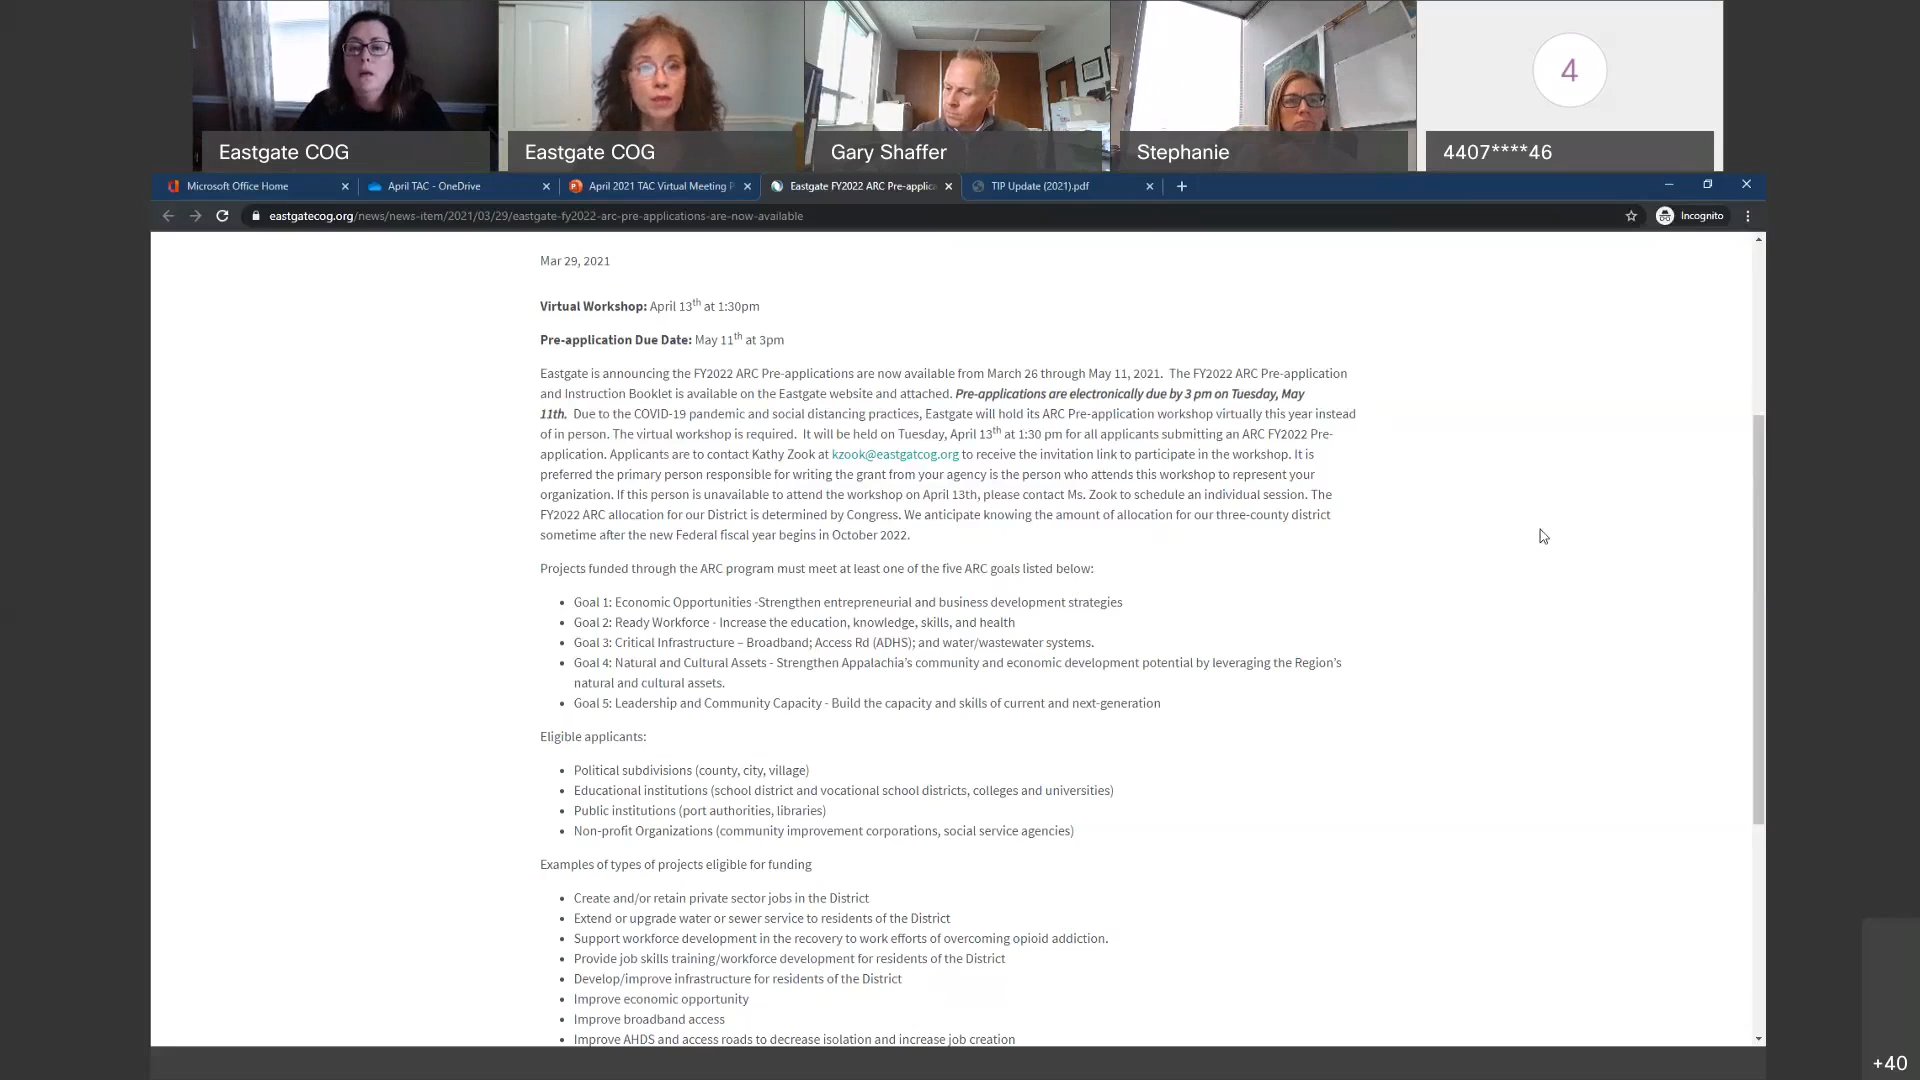 4
Eastgate COG
Eastgate COG
Gary Shaffer
Stephanie
4407****46
Microsoft Office Home
April TAC - OneDrive
April 2021 TAC Virtual Meeting P
Eastgate FY2022 ARC Pre-applica
TIP Update (2021).pdf
eastgatecog.org/news/news-item/2021/03/29/eastgate-fy2022-arc-pre-applications-are-now-available
Incognito
Mar 29, 2021
Virtual Workshop: April 13th at 1:30pm
Pre-application Due Date: May 11th at 3pm
Eastgate is announcing the FY2022 ARC Pre-applications are now available from March 26 through May 11, 2021. The FY2022 ARC Pre-application
and Instruction Booklet is available on the Eastgate website and attached. Pre-applications are electronically due by 3 pm on Tuesday, May
11th. Due to the COVID-19 pandemic and social distancing practices, Eastgate will hold its ARC Pre-application workshop virtually this year instead
of in person. The virtual workshop is required. It will be held on Tuesday, April 13th at 1:30 pm for all applicants submitting an ARC FY2022 Pre-
application. Applicants are to contact Kathy Zook at kzook@eastgatcog.org to receive the invitation link to participate in the workshop. It is
preferred the primary person responsible for writing the grant from your agency is the person who attends this workshop to represent your
organization. If this person is unavailable to attend the workshop on April 13th, please contact Ms. Zook to schedule an individual session. The
FY2022 ARC allocation for our District is determined by Congress. We anticipate knowing the amount of allocation for our three-county district
sometime after the new Federal fiscal year begins in October 2022.
Projects funded through the ARC program must meet at least one of the five ARC goals listed below:
• Goal 1: Economic Opportunities -Strengthen entrepreneurial and business development strategies
• Goal 2: Ready Workforce - Increase the education, knowledge, skills, and health
• Goal 3: Critical Infrastructure – Broadband; Access Rd (ADHS); and water/wastewater systems.
• Goal 4: Natural and Cultural Assets - Strengthen Appalachia's community and economic development potential by leveraging the Region's
natural and cultural assets.
• Goal 5: Leadership and Community Capacity - Build the capacity and skills of current and next-generation
Eligible applicants:
• Political subdivisions (county, city, village)
• Educational institutions (school district and vocational school districts, colleges and universities)
• Public institutions (port authorities, libraries)
• Non-profit Organizations (community improvement corporations, social service agencies)
Examples of types of projects eligible for funding
• Create and/or retain private sector jobs in the District
• Extend or upgrade water or sewer service to residents of the District
• Support workforce development in the recovery to work efforts of overcoming opioid addiction.
• Provide job skills training/workforce development for residents of the District
• Develop/improve infrastructure for residents of the District
• Improve economic opportunity
• Improve broadband access
• Improve AHDS and access roads to decrease isolation and increase job creation
+40